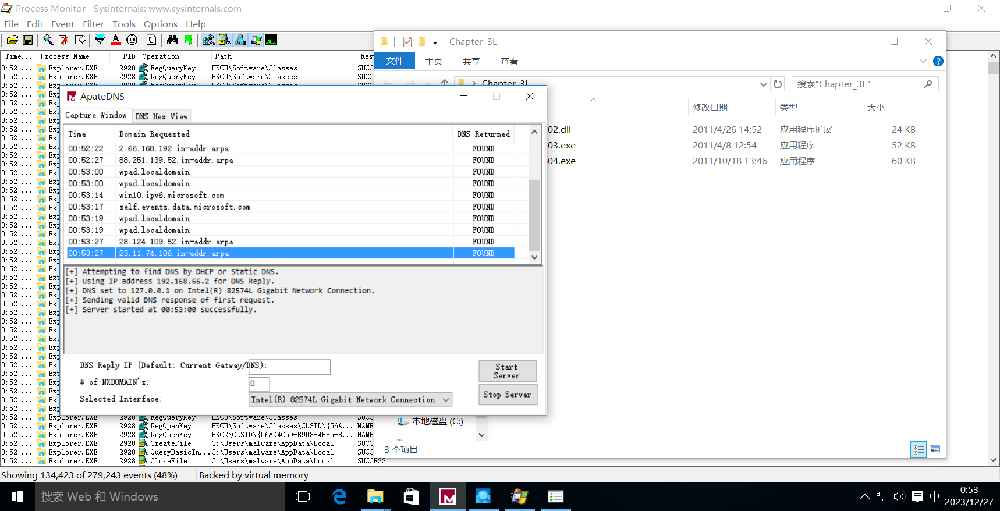 Process Monitor - Sysinternals: www.sysinternals.com
File Edit Event Filter Tools Options Help
Time... Process Name PID Operation Path
0:52:... Explorer.EXE 2928 RegQueryKey HKCU\Software\Classes SUCC
0:52:... Explorer.EXE 2928 RegQueryKey HKCU\Software\Classes SUCC
Chapter_3L
文件 主页 共享 查看
Chapter_3L
搜索"Chapter_3L"
修改日期 类型 大小
02.dll 2011/4/26 14:52 应用程序扩展 24 KB
03.exe 2011/4/8 12:54 应用程序 52 KB
04.exe 2011/10/18 13:46 应用程序 60 KB
ApateDNS
Capture Window DNS Hex View
Time Domain Requested DNS Returned
00:52:22 2.66.168.192.in-addr.arpa FOUND
00:52:27 88.251.139.52.in-addr.arpa FOUND
00:53:00 wpad.localdomain FOUND
00:53:00 wpad.localdomain FOUND
00:53:14 win10.ipv6.microsoft.com FOUND
00:53:17 self.events.data.microsoft.com FOUND
00:53:19 wpad.localdomain FOUND
00:53:19 wpad.localdomain FOUND
00:53:27 28.124.109.52.in-addr.arpa FOUND
00:53:27 23.11.74.106.in-addr.arpa FOUND
[+] Attempting to find DNS by DHCP or Static DNS.
[+] Using IP address 192.168.66.2 for DNS Reply.
[+] DNS set to 127.0.0.1 on Intel(R) 82574L Gigabit Network Connection.
[+] Sending valid DNS response of first request.
[+] Server started at 00:53:00 successfully.
DNS Reply IP (Default: Current Gatway/DNS):
# of NXDOMAIN's: 0
Selected Interface: Intel(R) 82574L Gigabit Network Connection
Start Server
Stop Server
0:52:... Explorer.EXE 2928 RegQueryKey HKCU\Software\Classes SUCC
0:52:... Explorer.EXE 2928 RegOpenKey HKCU\Software\Classes\CLSID\{56A... NAME
0:52:... Explorer.EXE 2928 RegOpenKey HKCR\CLSID\{56AD4C5D-B908-4F85-8... NAME
0:52:... Explorer.EXE 2928 CreateFile C:\Users\malware\AppData\Local SUCC
0:52:... Explorer.EXE 2928 QueryBasicIn... C:\Users\malware\AppData\Local SUCC
0:52:... Explorer.EXE 2928 CloseFile C:\Users\malware\AppData\Local SUCCESS
本地磁盘 (C:)
3 个项目
Showing 134,423 of 279,243 events (48%) Backed by virtual memory
搜索 Web 和 Windows
中
0:53
2023/12/27